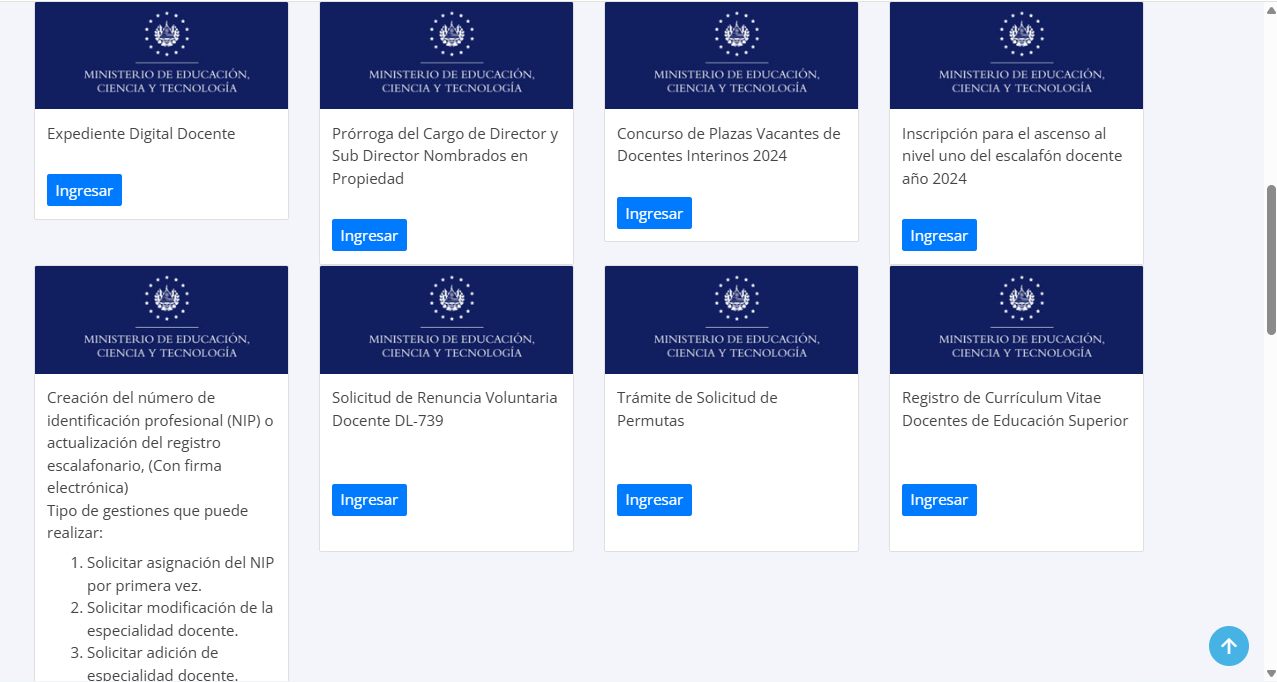 MINISTERIO DE EDUCACIÓN,
CIENCIA Y TECNOLOGÍA
Expediente Digital Docente
Ingresar
MINISTERIO DE EDUCACIÓN,
CIENCIA Y TECNOLOGÍA
Prórroga del Cargo de Director y
Sub Director Nombrados en
Propiedad
Ingresar
MINISTERIO DE EDUCACIÓN,
CIENCIA Y TECNOLOGÍA
Concurso de Plazas Vacantes de
Docentes Interinos 2024
Ingresar
MINISTERIO DE EDUCACIÓN,
CIENCIA Y TECNOLOGÍA
Inscripción para el ascenso al
nivel uno del escalafón docente
año 2024
Ingresar
MINISTERIO DE EDUCACIÓN,
CIENCIA Y TECNOLOGÍA
Creación del número de
identificación profesional (NIP) o
actualización del registro
escalafonario, (Con firma
electrónica)
Tipo de gestiones que puede
realizar:
1. Solicitar asignación del NIP
por primera vez.
2. Solicitar modificación de la
especialidad docente.
3. Solicitar adición de
especialidad docente.
MINISTERIO DE EDUCACIÓN,
CIENCIA Y TECNOLOGÍA
Solicitud de Renuncia Voluntaria
Docente DL-739
Ingresar
MINISTERIO DE EDUCACIÓN,
CIENCIA Y TECNOLOGÍA
Trámite de Solicitud de
Permutas
Ingresar
MINISTERIO DE EDUCACIÓN,
CIENCIA Y TECNOLOGÍA
Registro de Currículum Vitae
Docentes de Educación Superior
Ingresar